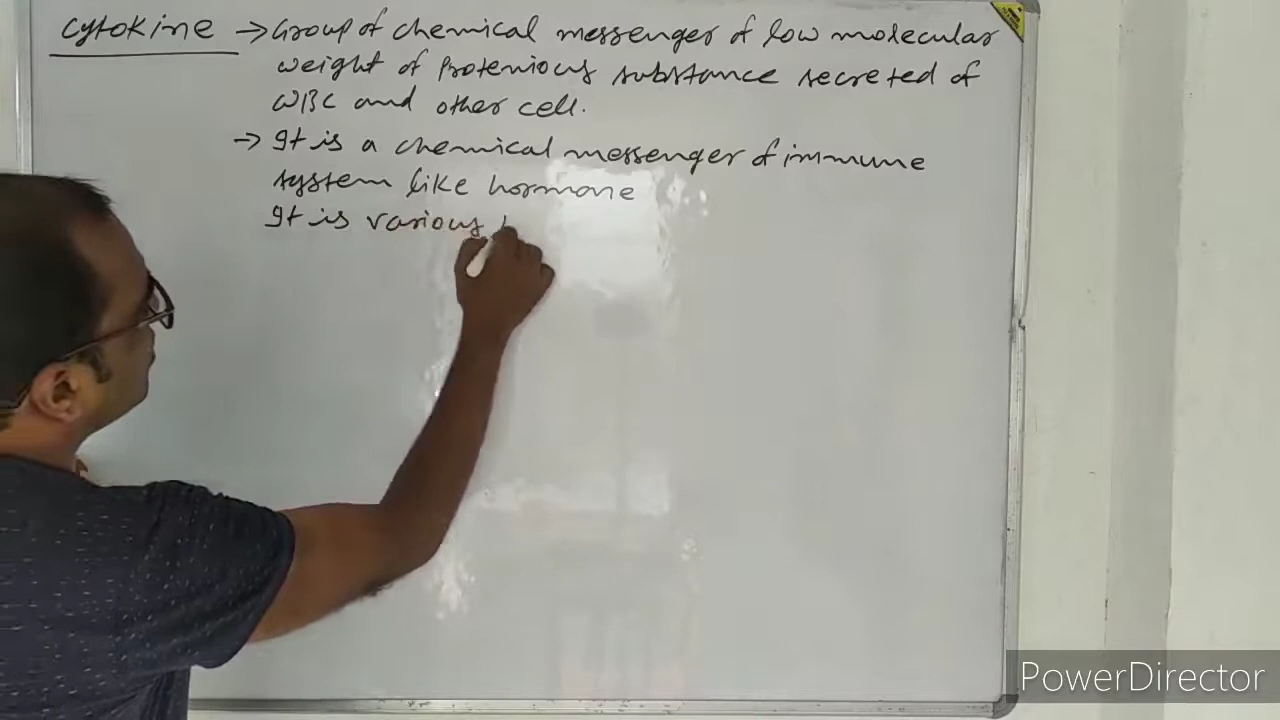 cytokine → Group of chemical messenger of low molecular
weight of Protenious substance secreted of
WBC and other cell.
→ It is a chemical messenger of immune
system like hormone
It is various
PowerDirector